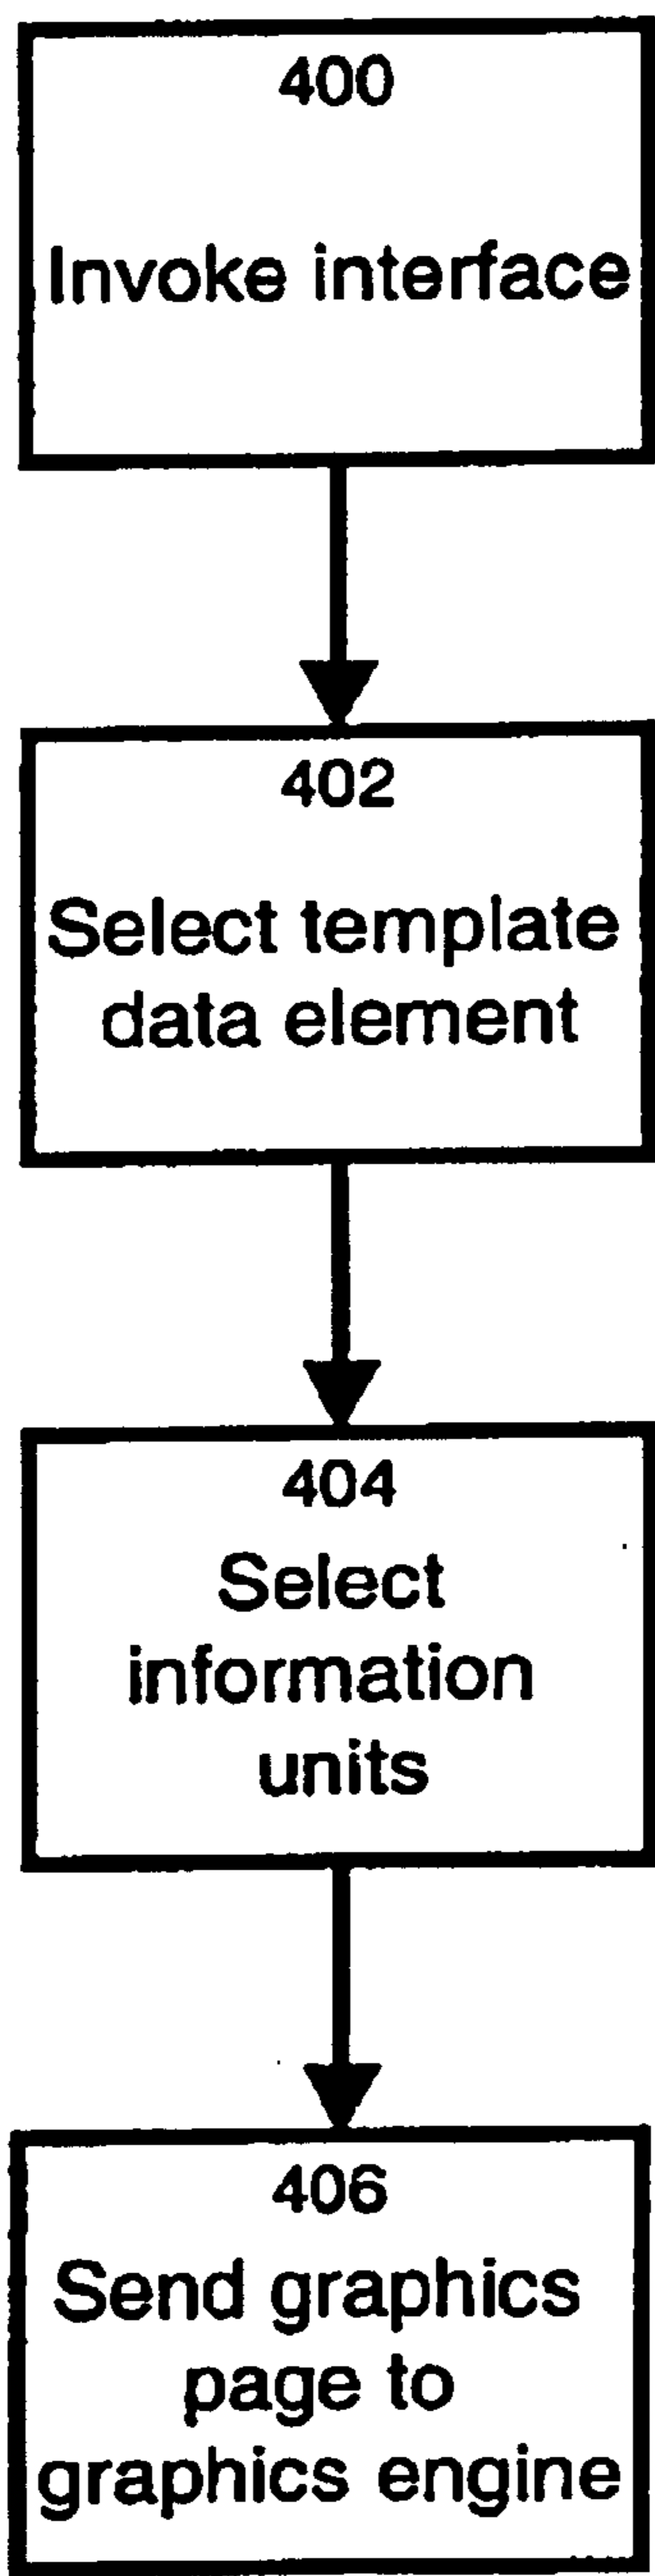 400
Invoke interface
402
Select template
data element
404
Select
information
units
406
Send graphics
page to
graphics engine